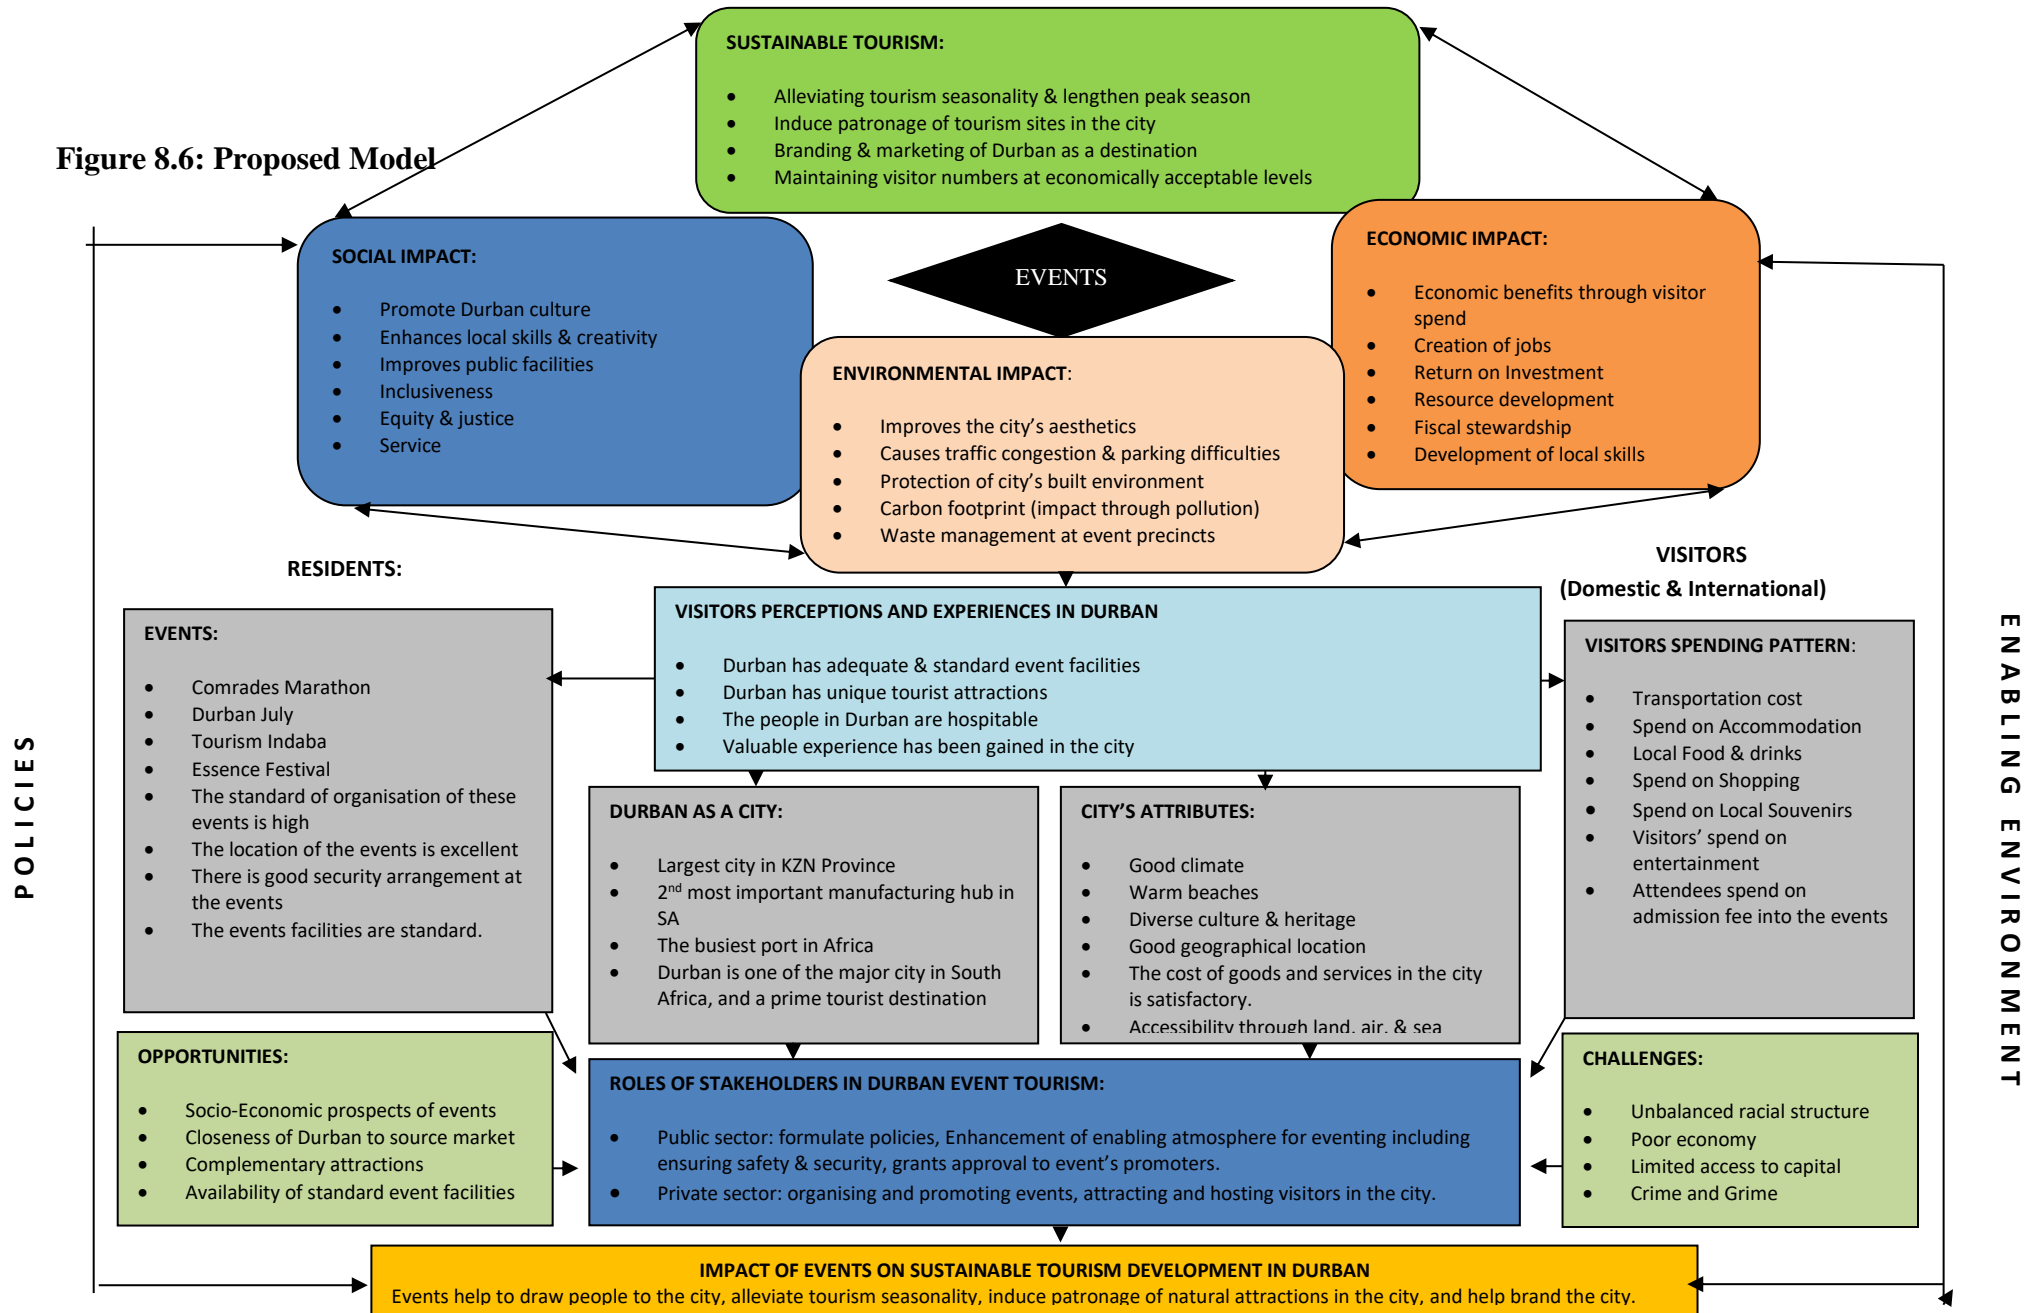 SUSTAINABLE TOURISM:
• Alleviating tourism seasonality & lengthen peak season
• Induce patronage of tourism sites in the city
• Branding & marketing of Durban as a destination
• Maintaining visitor numbers at economically acceptable levels
Figure 8.6: Proposed Model
SOCIAL IMPACT:
• Promote Durban culture
• Enhances local skills & creativity
• Improves public facilities
• Inclusiveness
• Equity & justice
• Service
EVENTS
ECONOMIC IMPACT:
• Economic benefits through visitor
spend
• Creation of jobs
• Return on Investment
• Resource development
• Fiscal stewardship
• Development of local skills
ENVIRONMENTAL IMPACT:
• Improves the city’s aesthetics
• Causes traffic congestion & parking difficulties
• Protection of city’s built environment
• Carbon footprint (impact through pollution)
• Waste management at event precincts
RESIDENTS:
VISITORS
(Domestic & International)
EVENTS:
• Comrades Marathon
• Durban July
• Tourism Indaba
• Essence Festival
• The standard of organisation of these
events is high
• The location of the events is excellent
• There is good security arrangement at
the events
• The events facilities are standard.
VISITORS PERCEPTIONS AND EXPERIENCES IN DURBAN
• Durban has adequate & standard event facilities
• Durban has unique tourist attractions
• The people in Durban are hospitable
• Valuable experience has been gained in the city
VISITORS SPENDING PATTERN:
• Transportation cost
• Spend on Accommodation
• Local Food & drinks
• Spend on Shopping
• Spend on Local Souvenirs
• Visitors’ spend on
entertainment
• Attendees spend on
admission fee into the events
DURBAN AS A CITY:
• Largest city in KZN Province
• 2nd most important manufacturing hub in
SA
• The busiest port in Africa
• Durban is one of the major city in South
Africa, and a prime tourist destination
CITY’S ATTRIBUTES:
• Good climate
• Warm beaches
• Diverse culture & heritage
• Good geographical location
• The cost of goods and services in the city
is satisfactory.
• Accessibility through land, air, & sea
POLICIES
ENABLING ENVIRONMENT
OPPORTUNITIES:
• Socio-Economic prospects of events
• Closeness of Durban to source market
• Complementary attractions
• Availability of standard event facilities
ROLES OF STAKEHOLDERS IN DURBAN EVENT TOURISM:
• Public sector: formulate policies, Enhancement of enabling atmosphere for eventing including
ensuring safety & security, grants approval to event’s promoters.
• Private sector: organising and promoting events, attracting and hosting visitors in the city.
CHALLENGES:
• Unbalanced racial structure
• Poor economy
• Limited access to capital
• Crime and Grime
IMPACT OF EVENTS ON SUSTAINABLE TOURISM DEVELOPMENT IN DURBAN
Events help to draw people to the city, alleviate tourism seasonality, induce patronage of natural attractions in the city, and help brand the city.